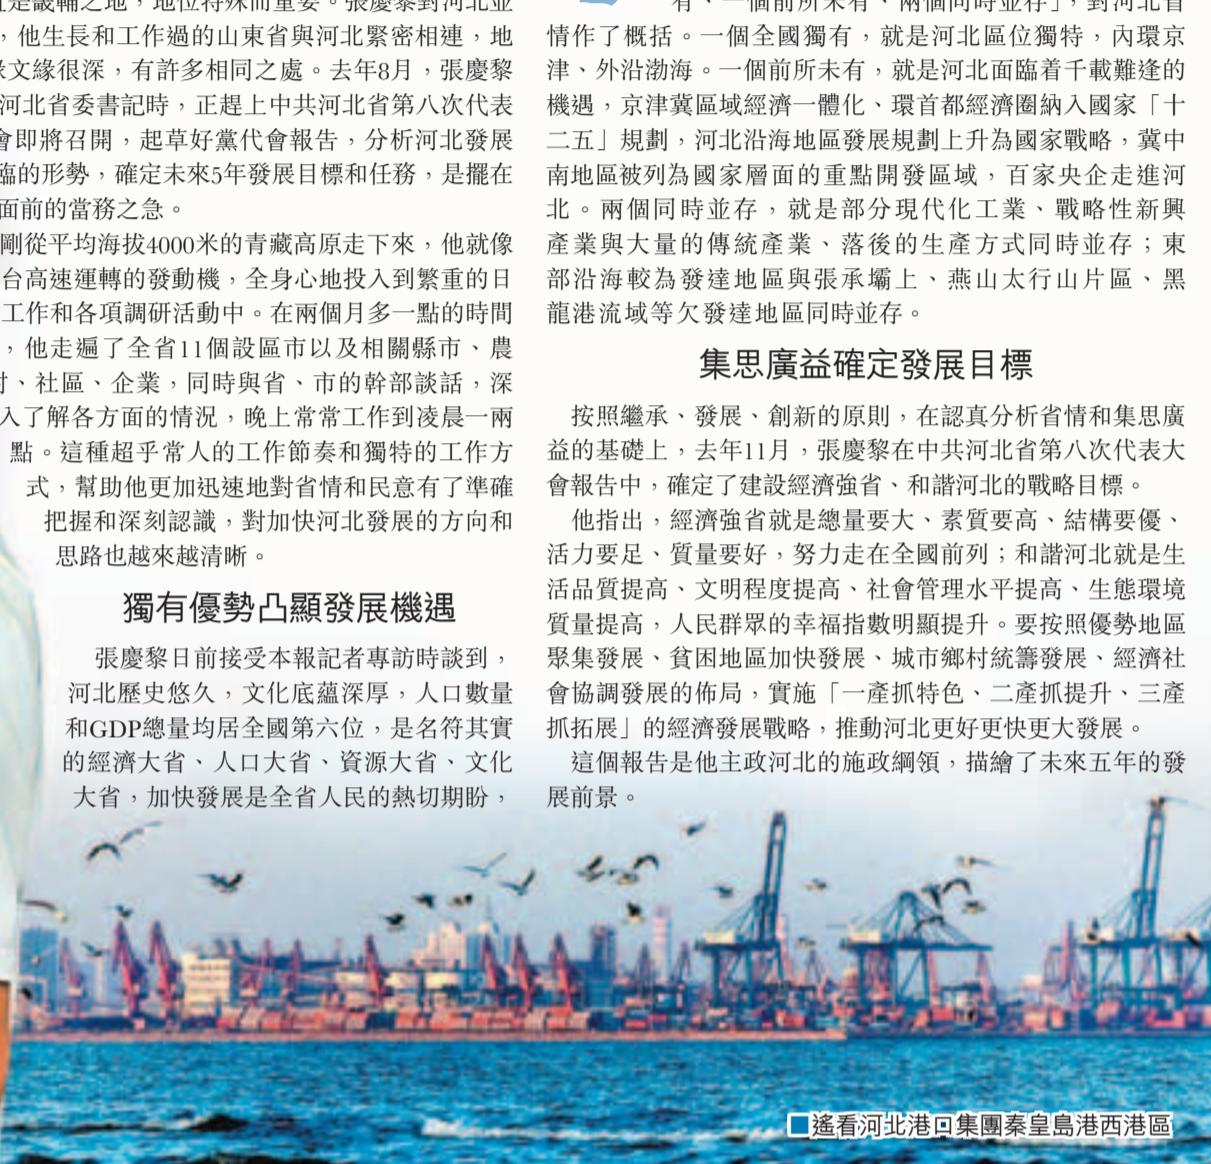 是畿輔之地，地位特殊而重要。張慶黎對河北並
，他生長和工作過的山東省與河北緊密相連，地
文緣很深，有許多相同之處。去年8月，張慶黎
河北省委書記時，正趕上中共河北省第八次代表
會即將召開，起草好黨代會報告，分析河北發展
臨的形勢，確定未來5年發展目標和任務，是擺在
面前的當務之急。
剛從平均海拔4000米的青藏高原走下來，他就像
台高速運轉的發動機，全身心地投入到繁重的日
工作和各項調研活動中。在兩個月多一點的時間
，他走遍了全省11個設區市以及相關縣市、農
村、社區、企業，同時與省、市的幹部談話，深
入了解各方面的情況，晚上常常工作到凌晨一兩
點。這種超乎常人的工作節奏和獨特的工作方
式，幫助他更加迅速地對省情和民意有了準確
把握和深刻認識，對加快河北發展的方向和
思路也越來越清晰。
獨有優勢凸顯發展機遇
張慶黎日前接受本報記者專訪時談到，
河北歷史悠久，文化底蘊深厚，人口數量
和GDP總量均居全國第六位，是名符其實
的經濟大省、人口大省、資源大省、文化
大省，加快發展是全省人民的熱切期盼，
有、一個前所未有、兩個同時並存」，對河北省
情作了概括。一個全國獨有，就是河北區位獨特，內環京
津、外沿渤海。一個前所未有，就是河北面臨着千載難逢的
機遇，京津冀區域經濟一體化、環首都經濟圈納入國家「十
二五」規劃，河北沿海地區發展規劃上升為國家戰略，冀中
南地區被列為國家層面的重點開發區域，百家央企走進河
北。兩個同時並存，就是部分現代化工業、戰略性新興
產業與大量的傳統產業、落後的生產方式同時並存；東
部沿海較為發達地區與張承壩上、燕山太行山片區、黑
龍港流域等欠發達地區同時並存。
集思廣益確定發展目標
按照繼承、發展、創新的原則，在認真分析省情和集思廣
益的基礎上，去年11月，張慶黎在中共河北省第八次代表大
會報告中，確定了建設經濟強省、和諧河北的戰略目標。
他指出，經濟強省就是總量要大、素質要高、結構要優、
活力要足、質量要好，努力走在全國前列；和諧河北就是生
活品質提高、文明程度提高、社會管理水平提高、生態環境
質量提高，人民群眾的幸福指數明顯提升。要按照優勢地區
聚集發展、貧困地區加快發展、城市鄉村統籌發展、經濟社
會協調發展的佈局，實施「一產抓特色、二產抓提升、三產
抓拓展」的經濟發展戰略，推動河北更好更快更大發展。
這個報告是他主政河北的施政綱領，描繪了未來五年的發
展前景。
■遙看河北港口集團秦皇島港西港區